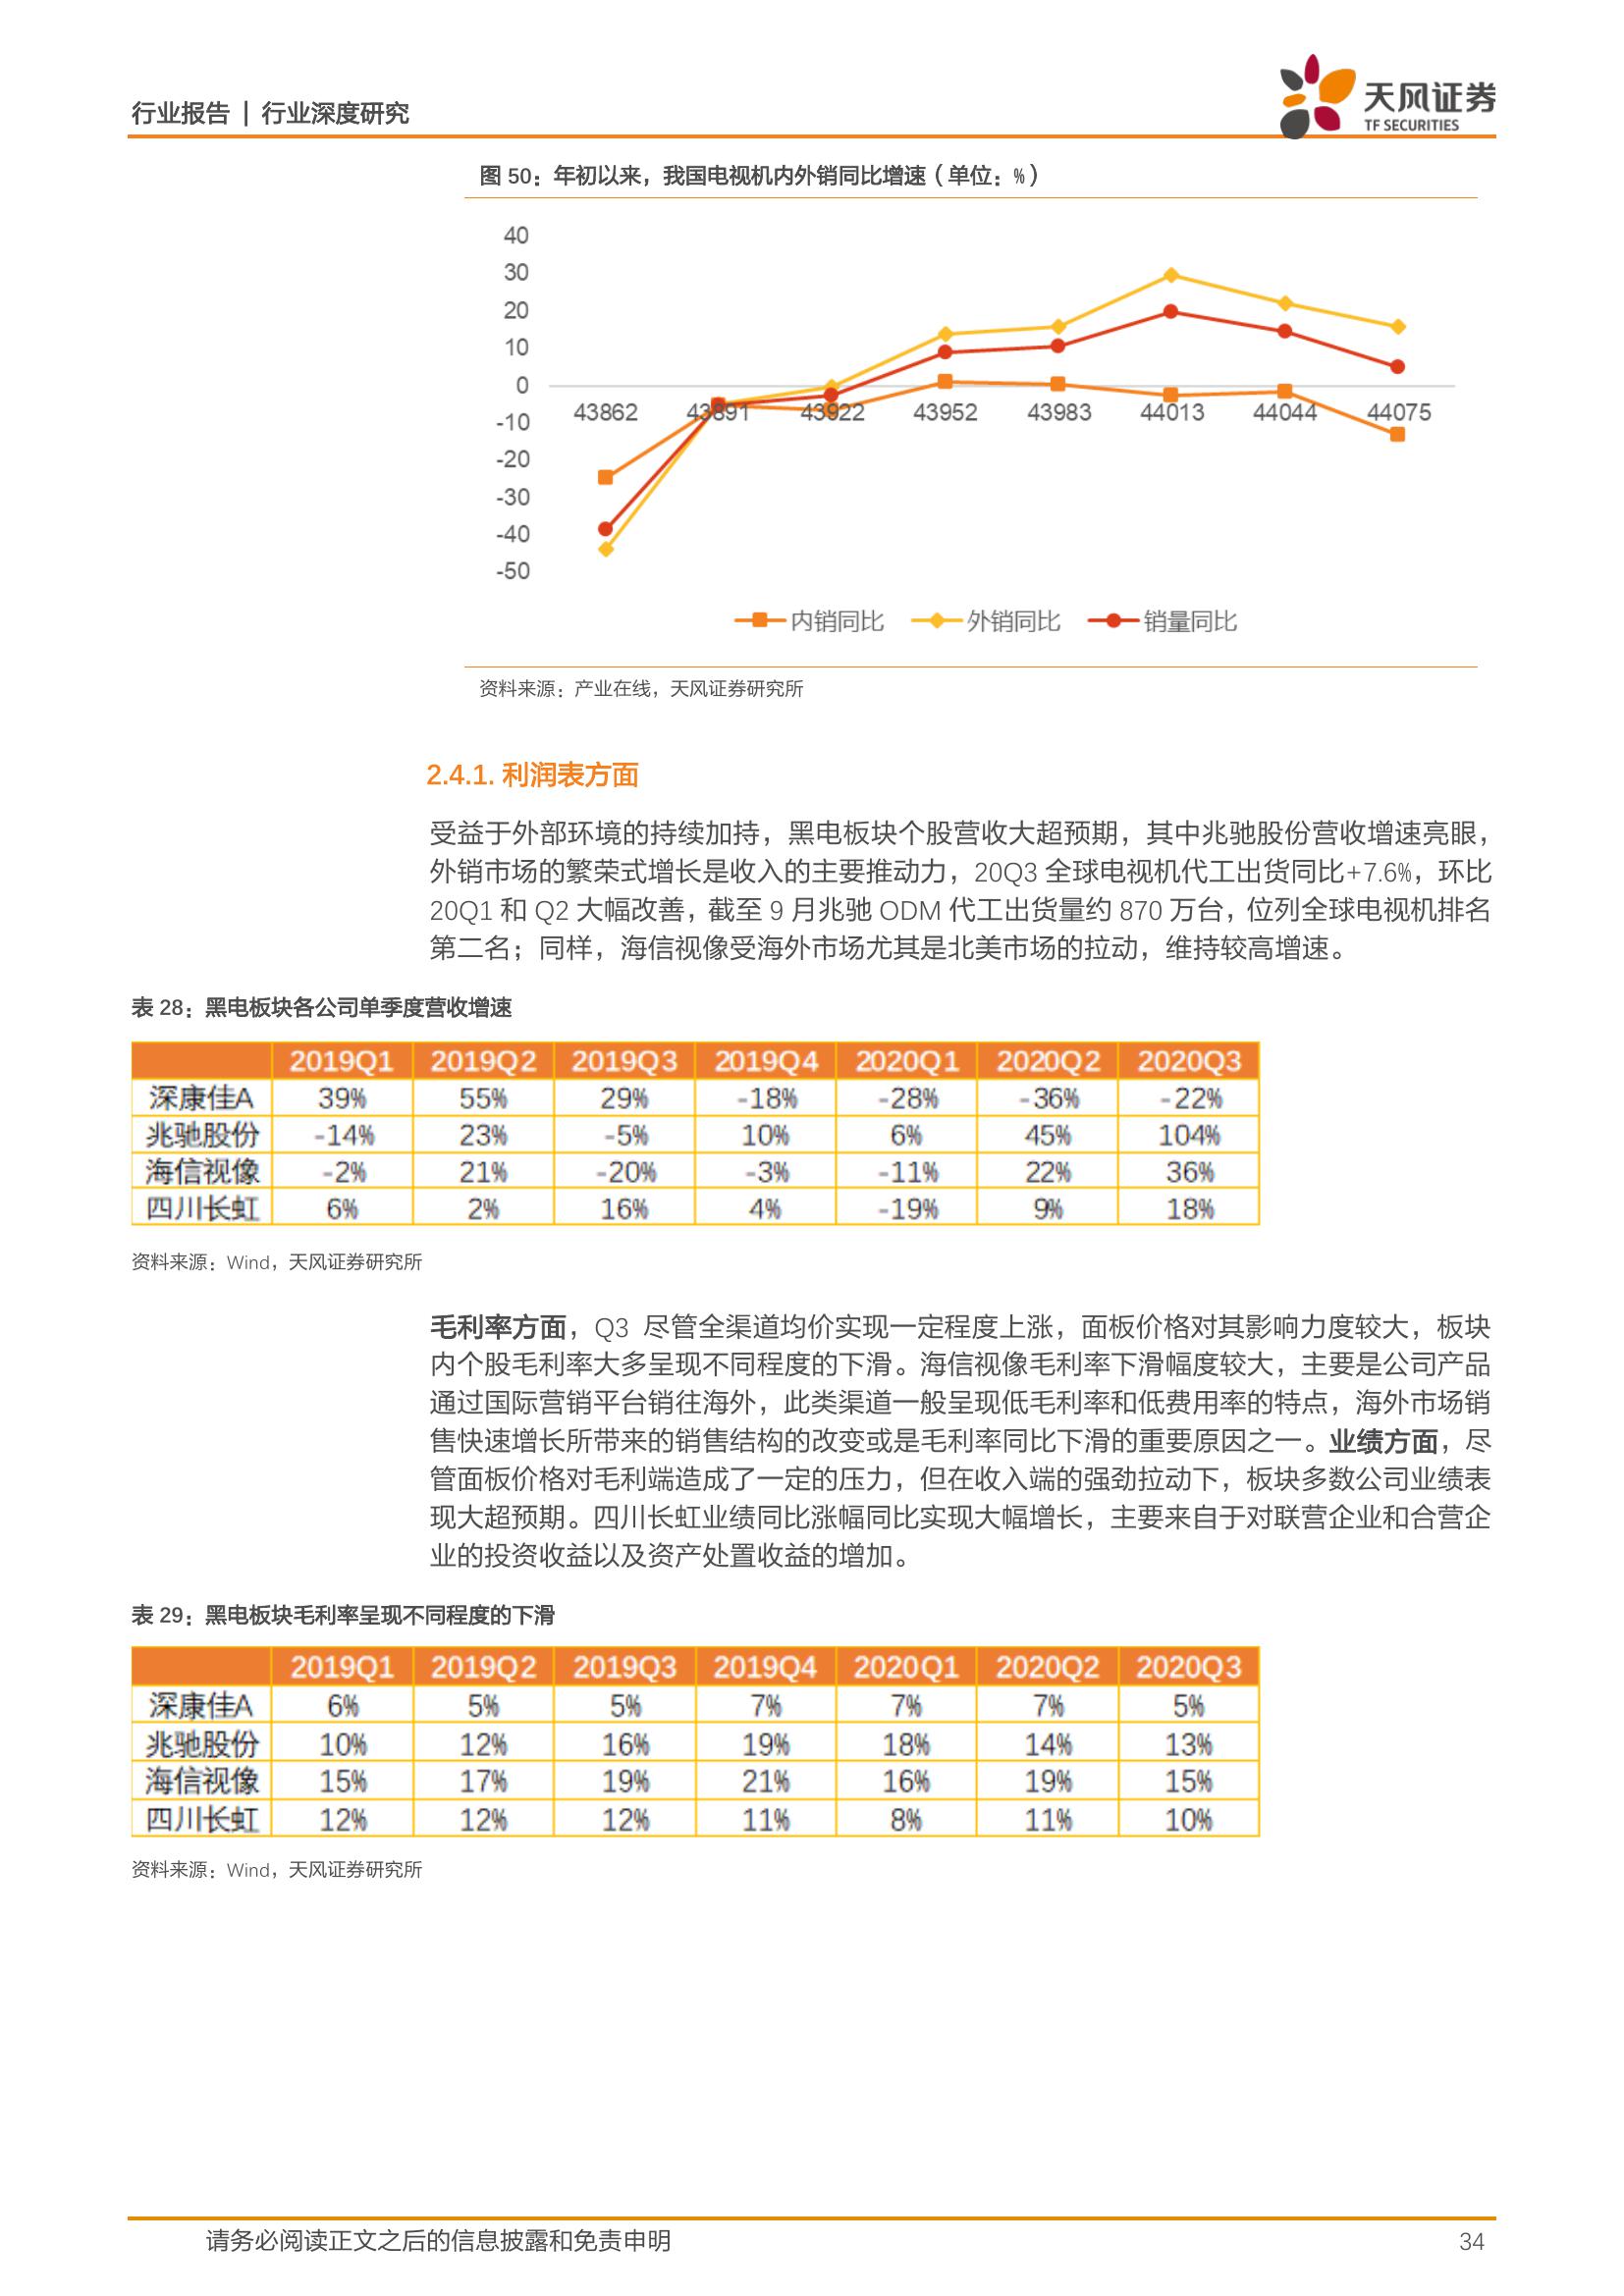 行业报告 | 行业深度研究
天风证券
TF SECURITIES
图 50：年初以来，我国电视机内外销同比增速（单位：%）
40
30
20
10
0
-10
-20
-30
-40
-50
43862 43891 43922 43952 43983 44013 44044 44075
内销同比 外销同比 销量同比
资料来源：产业在线，天风证券研究所
2.4.1. 利润表方面
受益于外部环境的持续加持，黑电板块个股营收大超预期，其中兆驰股份营收增速亮眼，
外销市场的繁荣式增长是收入的主要推动力，20Q3 全球电视机代工出货同比+7.6%，环比
20Q1 和 Q2 大幅改善，截至 9 月兆驰 ODM 代工出货量约 870 万台，位列全球电视机排名
第二名；同样，海信视像受海外市场尤其是北美市场的拉动，维持较高增速。
表 28：黑电板块各公司单季度营收增速
2019Q1 2019Q2 2019Q3 2019Q4 2020Q1 2020Q2 2020Q3
深康佳A 39% 55% 29% -18% -28% -36% -22%
兆驰股份 -14% 23% -5% 10% 6% 45% 104%
海信视像 -2% 21% -20% -3% -11% 22% 36%
四川长虹 6% 2% 16% 4% -19% 9% 18%
资料来源：Wind，天风证券研究所
毛利率方面，Q3 尽管全渠道均价实现一定程度上涨，面板价格对其影响力度较大，板块
内个股毛利率大多呈现不同程度的下滑。海信视像毛利率下滑幅度较大，主要是公司产品
通过国际营销平台销往海外，此类渠道一般呈现低毛利率和低费用率的特点，海外市场销
售快速增长所带来的销售结构的改变或是毛利率同比下滑的重要原因之一。业绩方面，尽
管面板价格对毛利端造成了一定的压力，但在收入端的强劲拉动下，板块多数公司业绩表
现大超预期。四川长虹业绩同比涨幅同比实现大幅增长，主要来自于对联营企业和合营企
业的投资收益以及资产处置收益的增加。
表 29：黑电板块毛利率呈现不同程度的下滑
2019Q1 2019Q2 2019Q3 2019Q4 2020Q1 2020Q2 2020Q3
深康佳A 6% 5% 5% 7% 7% 7% 5%
兆驰股份 10% 12% 16% 19% 18% 14% 13%
海信视像 15% 17% 19% 21% 16% 19% 15%
四川长虹 12% 12% 12% 11% 8% 11% 10%
资料来源：Wind，天风证券研究所
请务必阅读正文之后的信息披露和免责申明 34